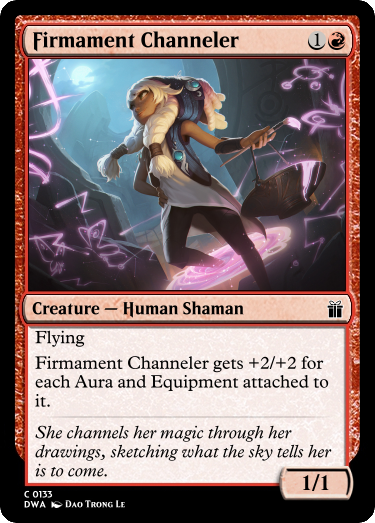 Firmament Channeler 1
Creature — Human Shaman
Flying
Firmament Channeler gets +2/+2 for
each Aura and Equipment attached to
it.
She channels her magic through her
drawings, sketching what the sky tells her
is to come.
1/1
C 0133
DWA Dao Trong Le